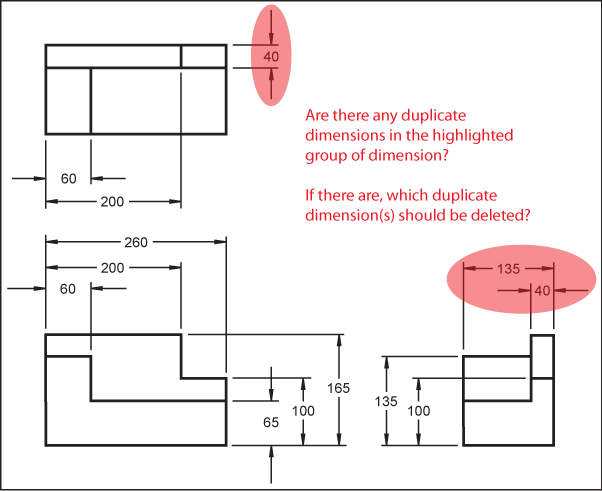 40
Are there any duplicate
dimensions in the highlighted
group of dimension?
If there are, which duplicate
dimension(s) should be deleted?
60
200
260
200
60
135
40
165
135
100
100
65